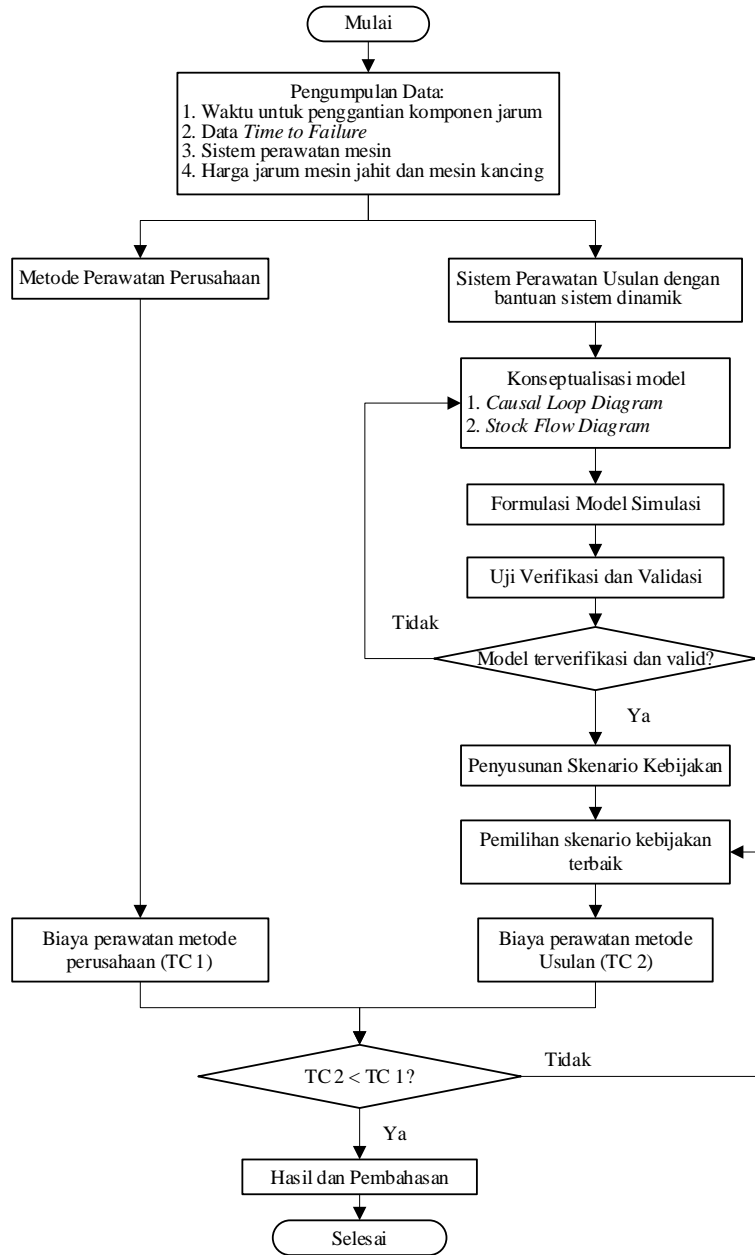 Mulai
Pengumpulan Data:
1. Waktu untuk penggantian komponen jarum
2. Data Time to Failure
3. Sistem perawatan mesin
4. Harga jarum mesin jahit dan mesin kancing
Metode Perawatan Perusahaan
Sistem Perawatan Usulan dengan
bantuan sistem dinamik
Konseptualisasi model
1. Causal Loop Diagram
2. Stock Flow Diagram
Formulasi Model Simulasi
Uji Verifikasi dan Validasi
Tidak
Model terverifikasi dan valid?
Ya
Penyusunan Skenario Kebijakan
Pemilihan skenario kebijakan
terbaik
Biaya perawatan metode
perusahaan (TC 1)
Biaya perawatan metode
Usulan (TC 2)
TC 2 < TC 1?
Tidak
Ya
Hasil dan Pembahasan
Selesai